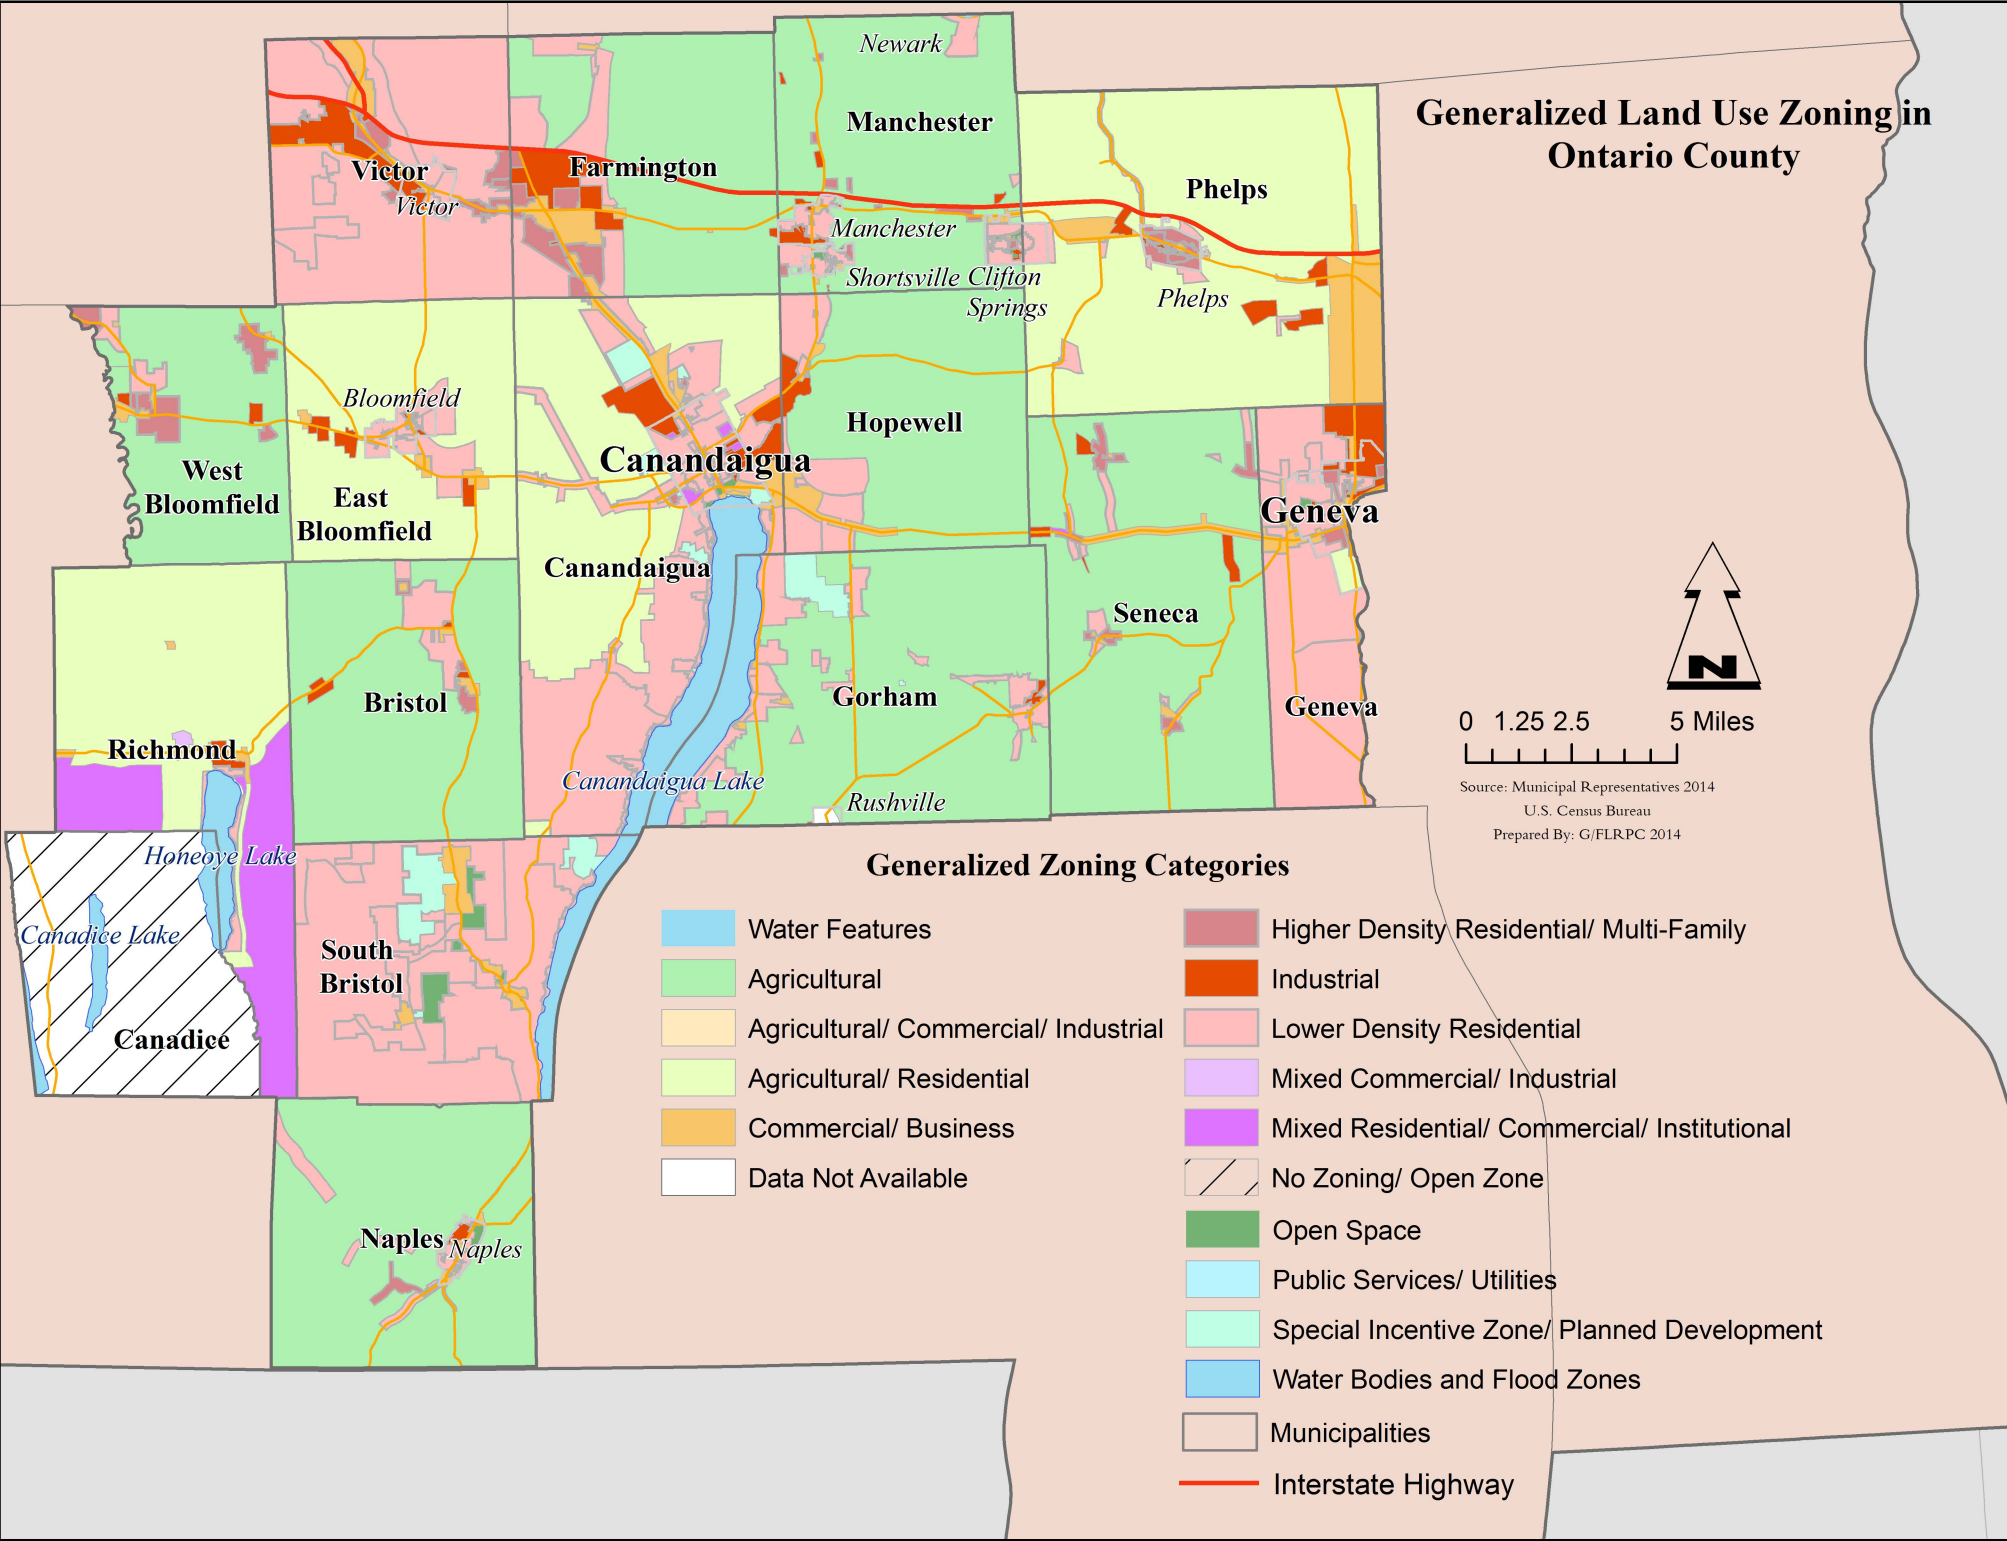 Generalized Land Use Zoning in
Ontario County
Newark
Manchester
Farmington
Victor
Victor
Phelps
Manchester
Shortsville
Clifton
Springs
Phelps
Bloomfield
Hopewell
Canandaigua
West
Bloomfield
East
Bloomfield
Geneva
Canandaigua
Seneca
Bristol
Gorham
Geneva
Richmond
Canandaigua Lake
Rushville
Honeoye Lake
Canadice Lake
South
Bristol
Canadice
Naples
Naples
N
0 1.25 2.5 5 Miles
Source: Municipal Representatives 2014
U.S. Census Bureau
Prepared By: G/FLRPC 2014
Generalized Zoning Categories
Water Features
Agricultural
Agricultural/ Commercial/ Industrial
Agricultural/ Residential
Commercial/ Business
Data Not Available
Higher Density Residential/ Multi-Family
Industrial
Lower Density Residential
Mixed Commercial/ Industrial
Mixed Residential/ Commercial/ Institutional
No Zoning/ Open Zone
Open Space
Public Services/ Utilities
Special Incentive Zone/ Planned Development
Water Bodies and Flood Zones
Municipalities
Interstate Highway